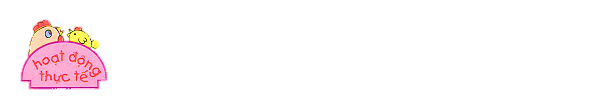 hoạt động
thực tế